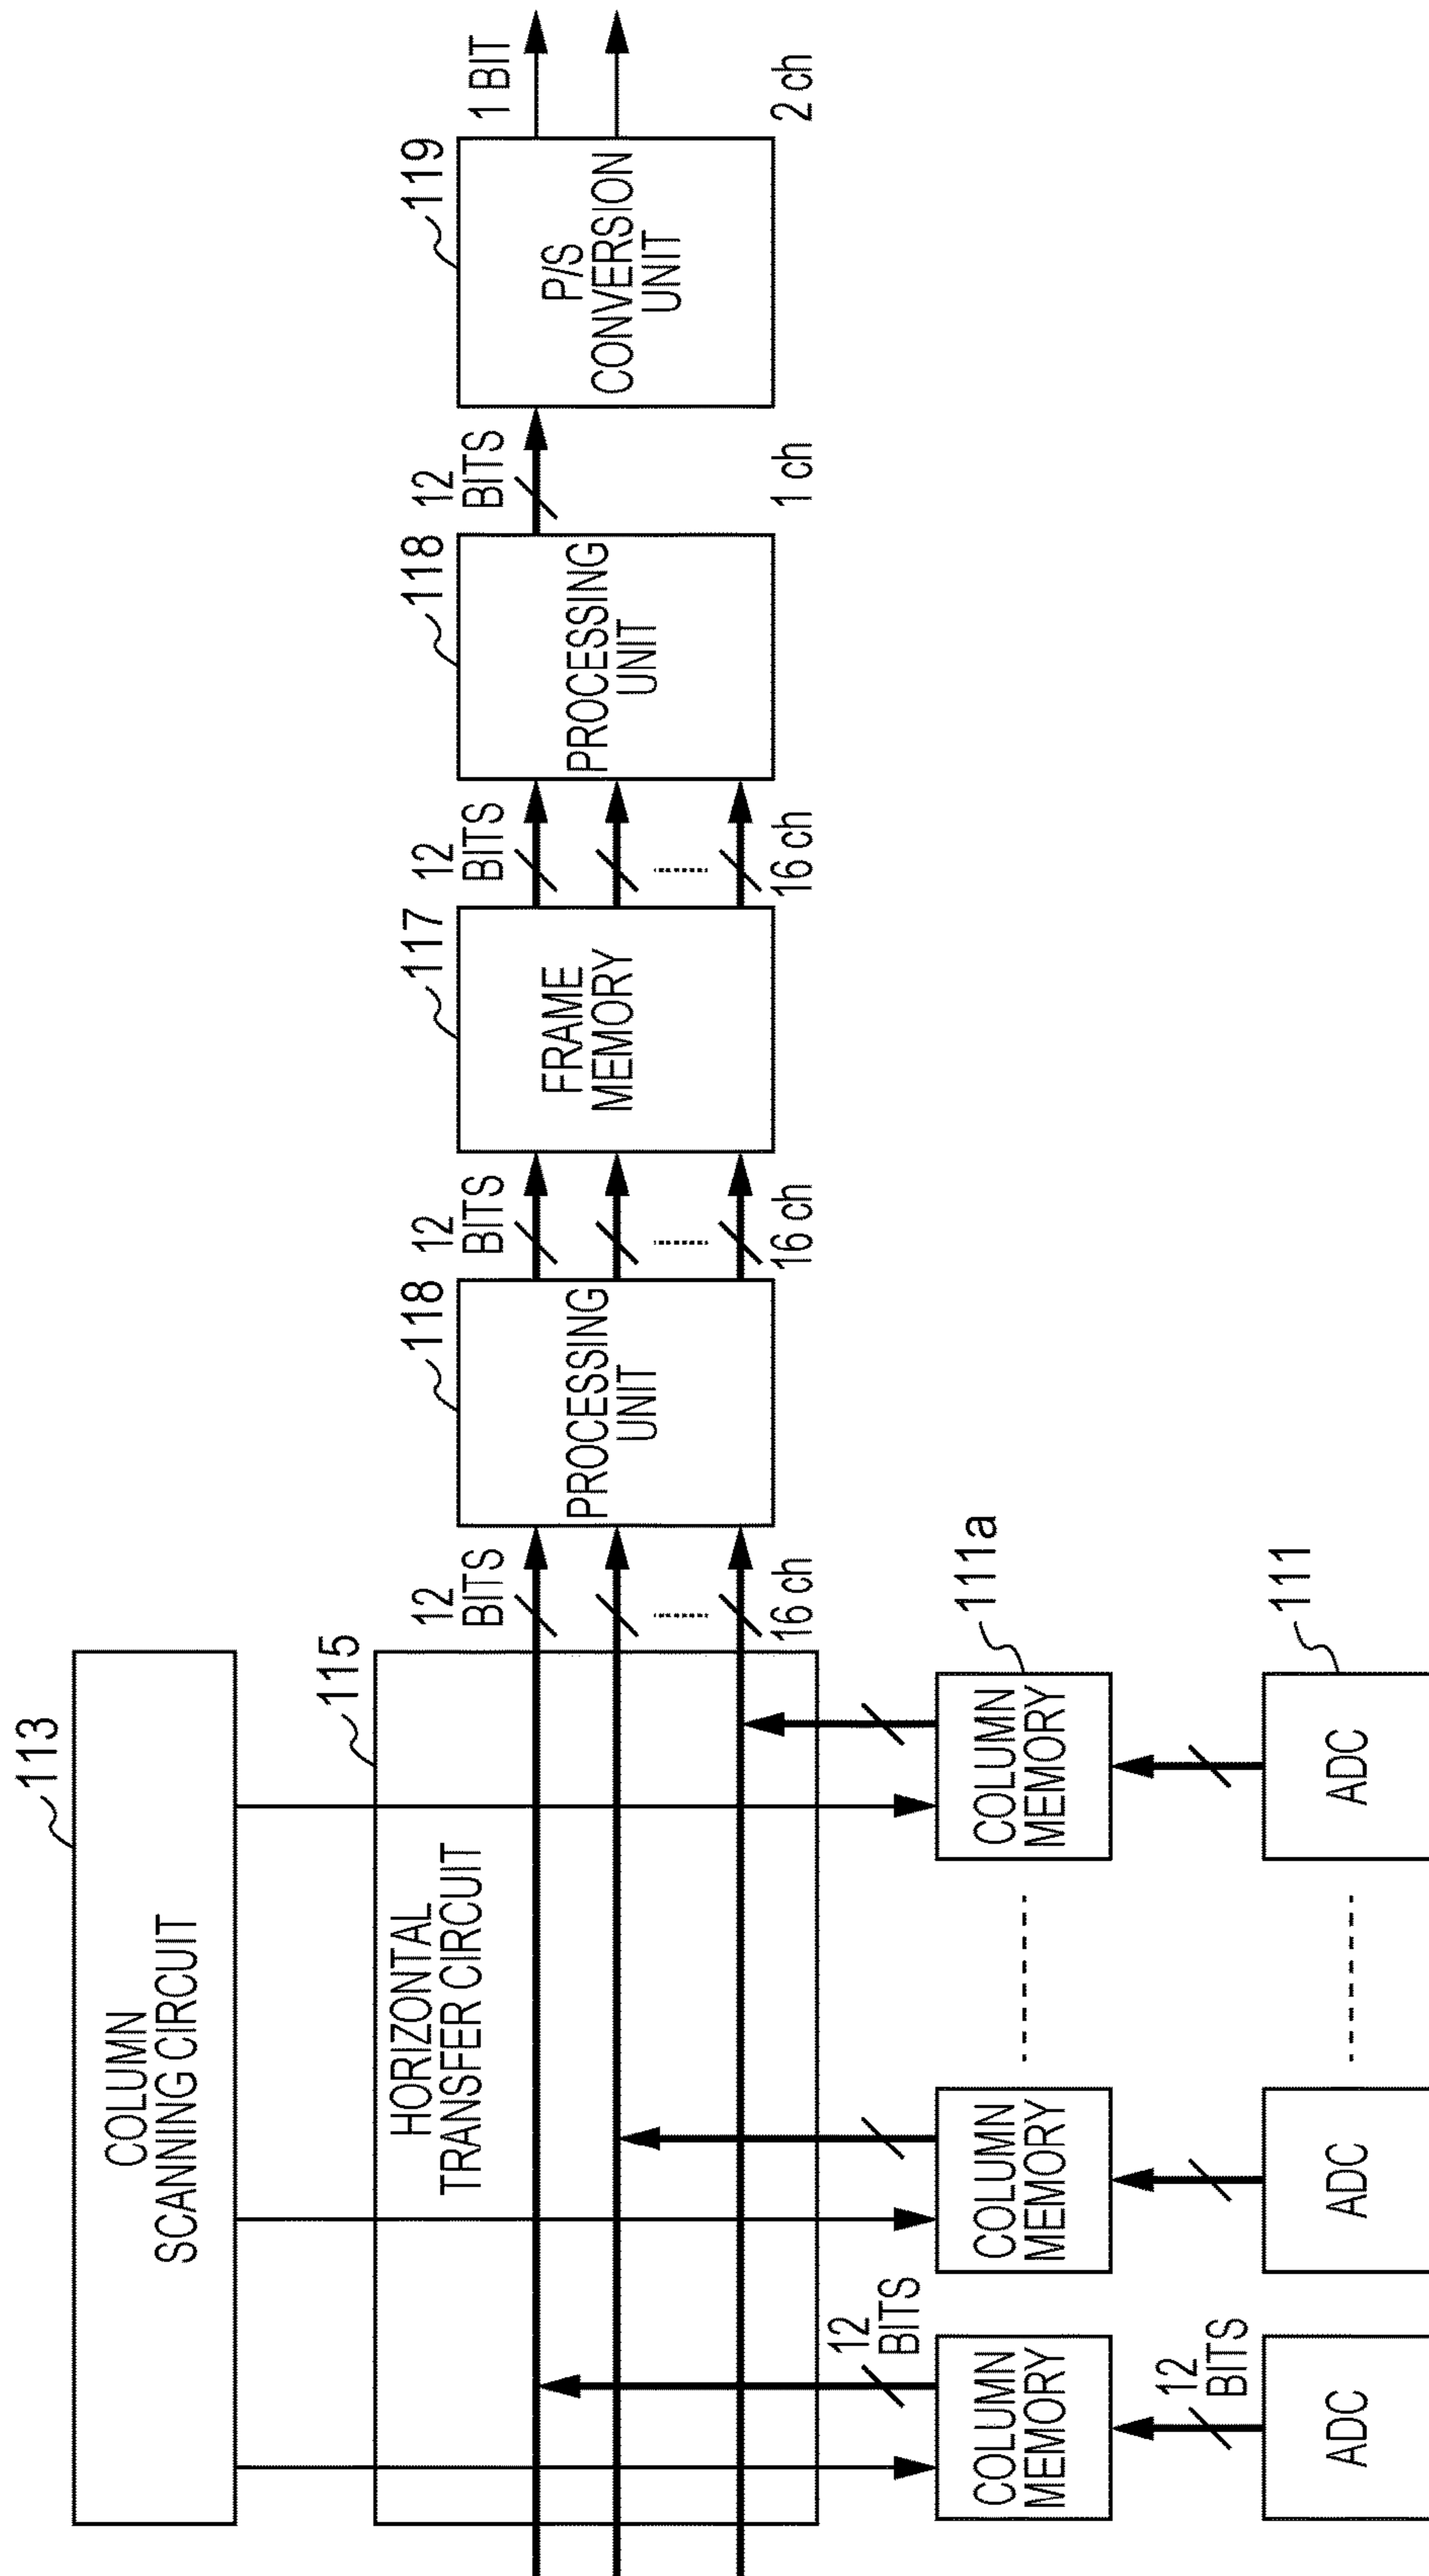 113
COLUMN
SCANNING CIRCUIT
115
HORIZONTAL
TRANSFER CIRCUIT
12
BITS
16 ch
118
PROCESSING
UNIT
12
BITS
16 ch
117
FRAME
MEMORY
12
BITS
16 ch
118
PROCESSING
UNIT
12
BITS
1 ch
119
P/S
CONVERSION
UNIT
1 BIT
2 ch
12
BITS
COLUMN
MEMORY
COLUMN
MEMORY
COLUMN
MEMORY
111a
12
BITS
ADC
ADC
ADC
111